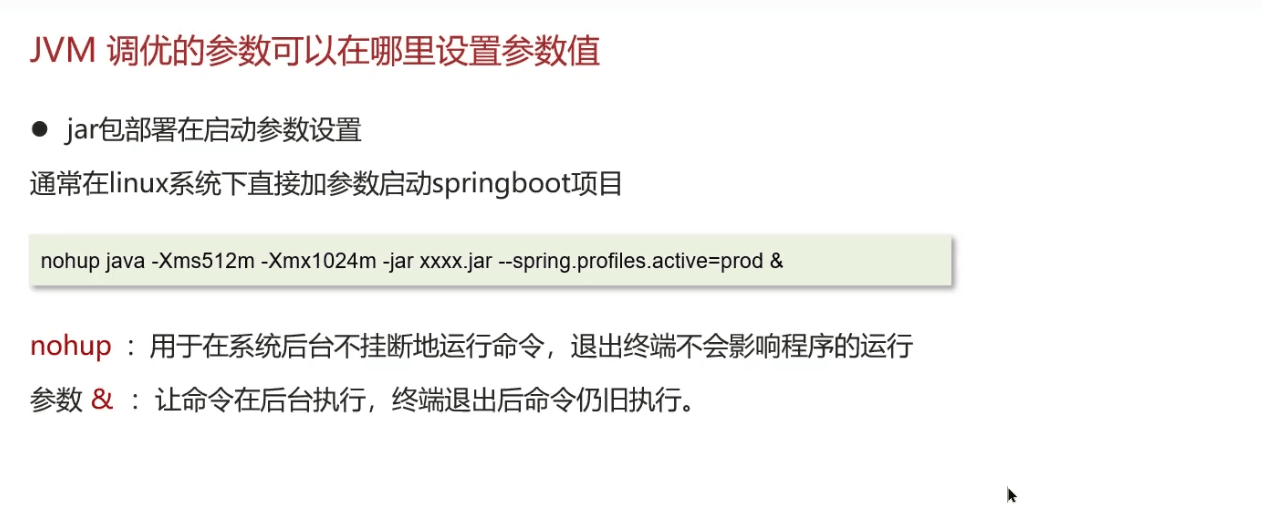 JVM 调优的参数可以在哪里设置参数值
● jar包部署在启动参数设置
通常在linux系统下直接加参数启动springboot项目
nohup java -Xms512m -Xmx1024m -jar xxxx.jar --spring.profiles.active=prod &
nohup ：用于在系统后台不挂断地运行命令，退出终端不会影响程序的运行
参数 & ：让命令在后台执行，终端退出后命令仍旧执行。